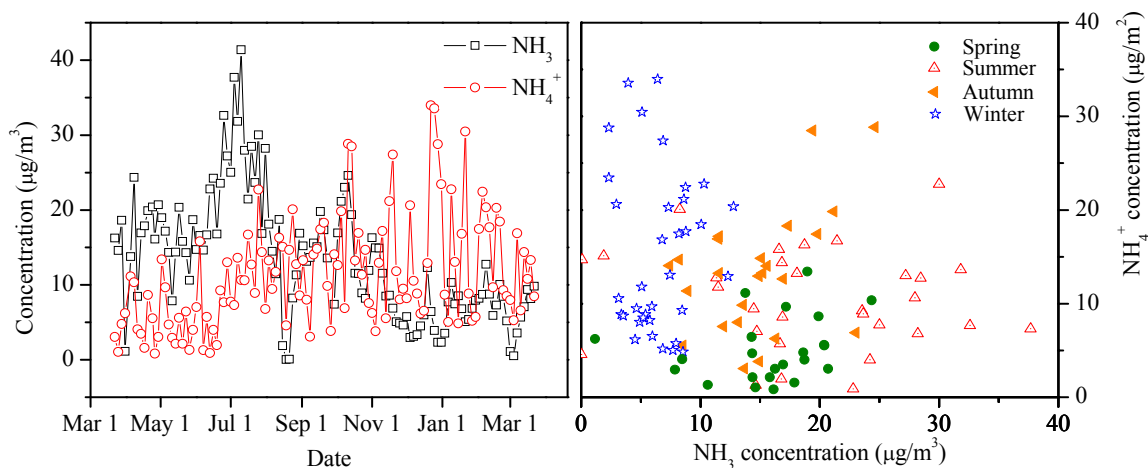 40
30
20
10
0
Concentration (μg/m³)
NH₃
NH₄⁺
Mar 1 May 1 Jul 1 Sep 1 Nov 1 Jan 1 Mar 1
Date
Spring
Summer
Autumn
Winter
40
30
20
10
0
NH₄⁺ concentration (μg/m²)
0 10 20 30 40
NH₃ concentration (μg/m³)